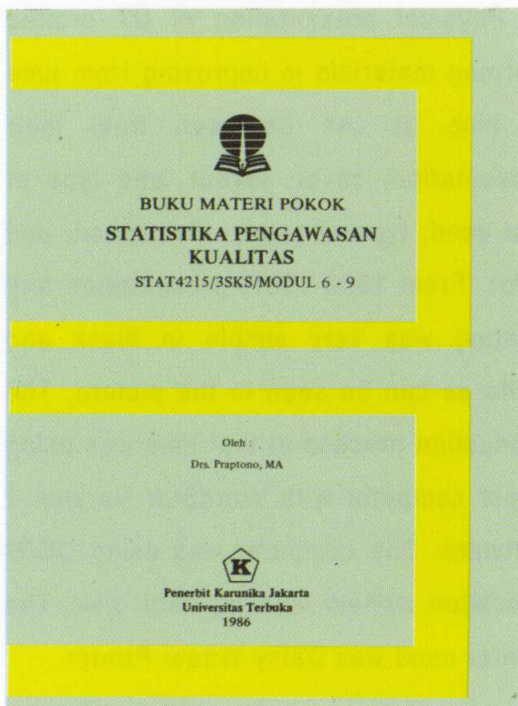 BUKU MATERI POKOK
STATISTIKA PENGAWASAN
KUALITAS
STAT4215/3SKS/MODUL 6 - 9
Oleh :
Drs. Praptono, MA
K
Penerbit Karunika Jakarta
Universitas Terbuka
1986